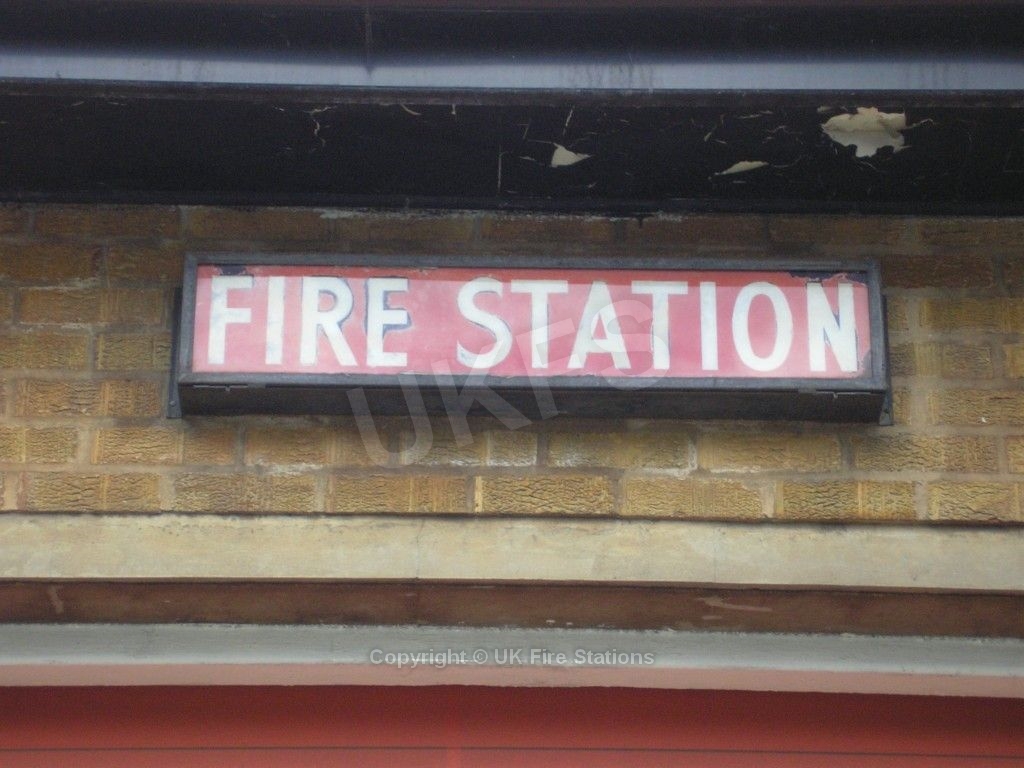 FIRE STATION
UKFS
Copyright © UK Fire Stations